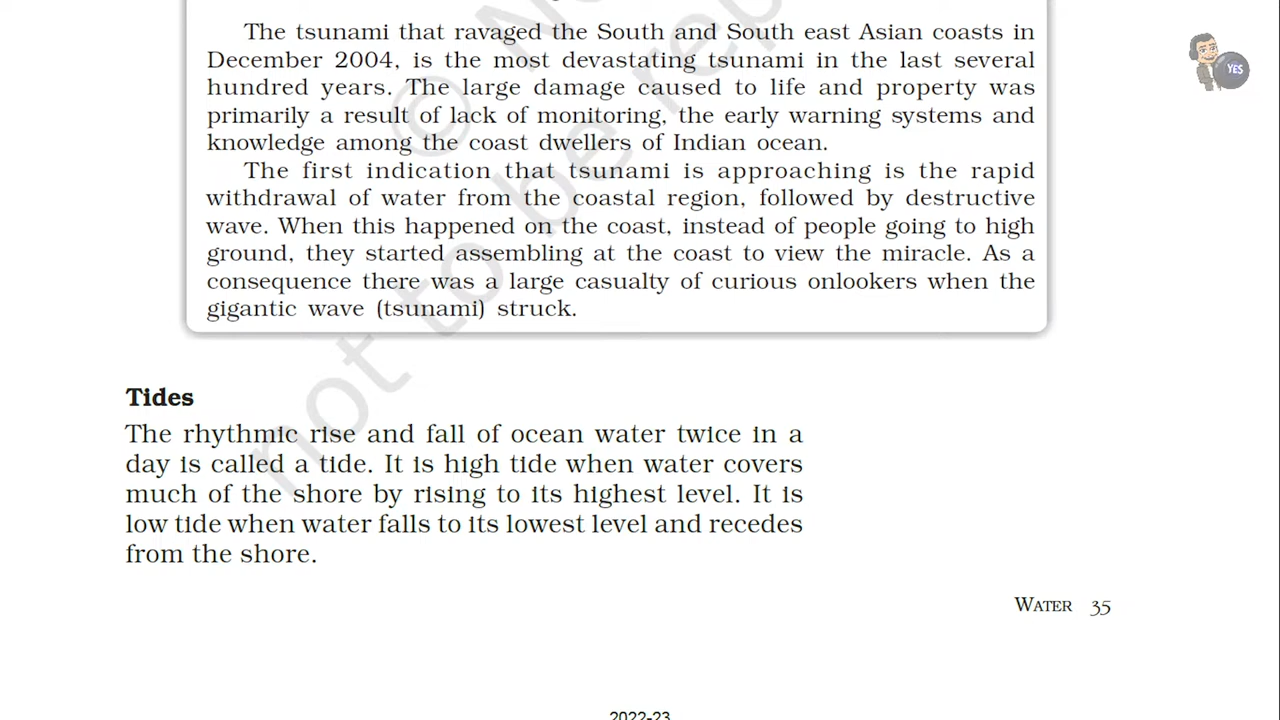 The tsunami that ravaged the South and South east Asian coasts in
December 2004, is the most devastating tsunami in the last several
hundred years. The large damage caused to life and property was
primarily a result of lack of monitoring, the early warning systems and
knowledge among the coast dwellers of Indian ocean.
The first indication that tsunami is approaching is the rapid
withdrawal of water from the coastal region, followed by destructive
wave. When this happened on the coast, instead of people going to high
ground, they started assembling at the coast to view the miracle. As a
consequence there was a large casualty of curious onlookers when the
gigantic wave (tsunami) struck.
Tides
The rhythmic rise and fall of ocean water twice in a
day is called a tide. It is high tide when water covers
much of the shore by rising to its highest level. It is
low tide when water falls to its lowest level and recedes
from the shore.
WATER 35
2022-23
YES
not to be rep
©